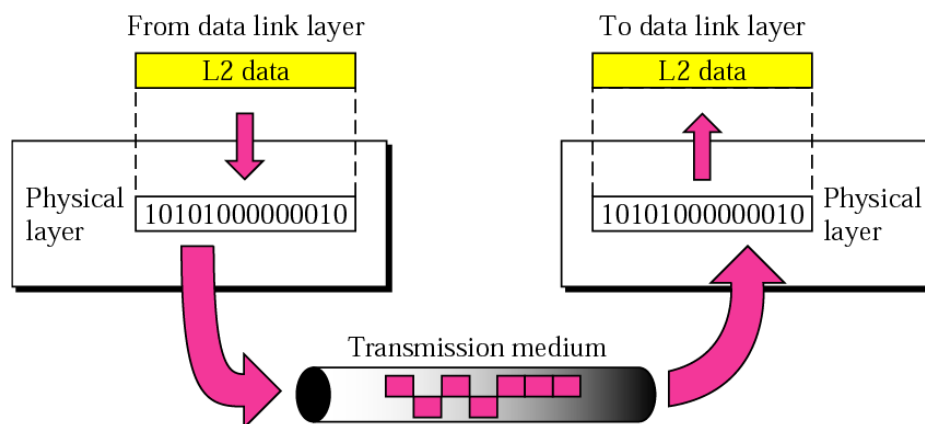 From data link layer
To data link layer
L2 data
L2 data
Physical
layer
10101000000010
10101000000010
Physical
layer
Transmission medium